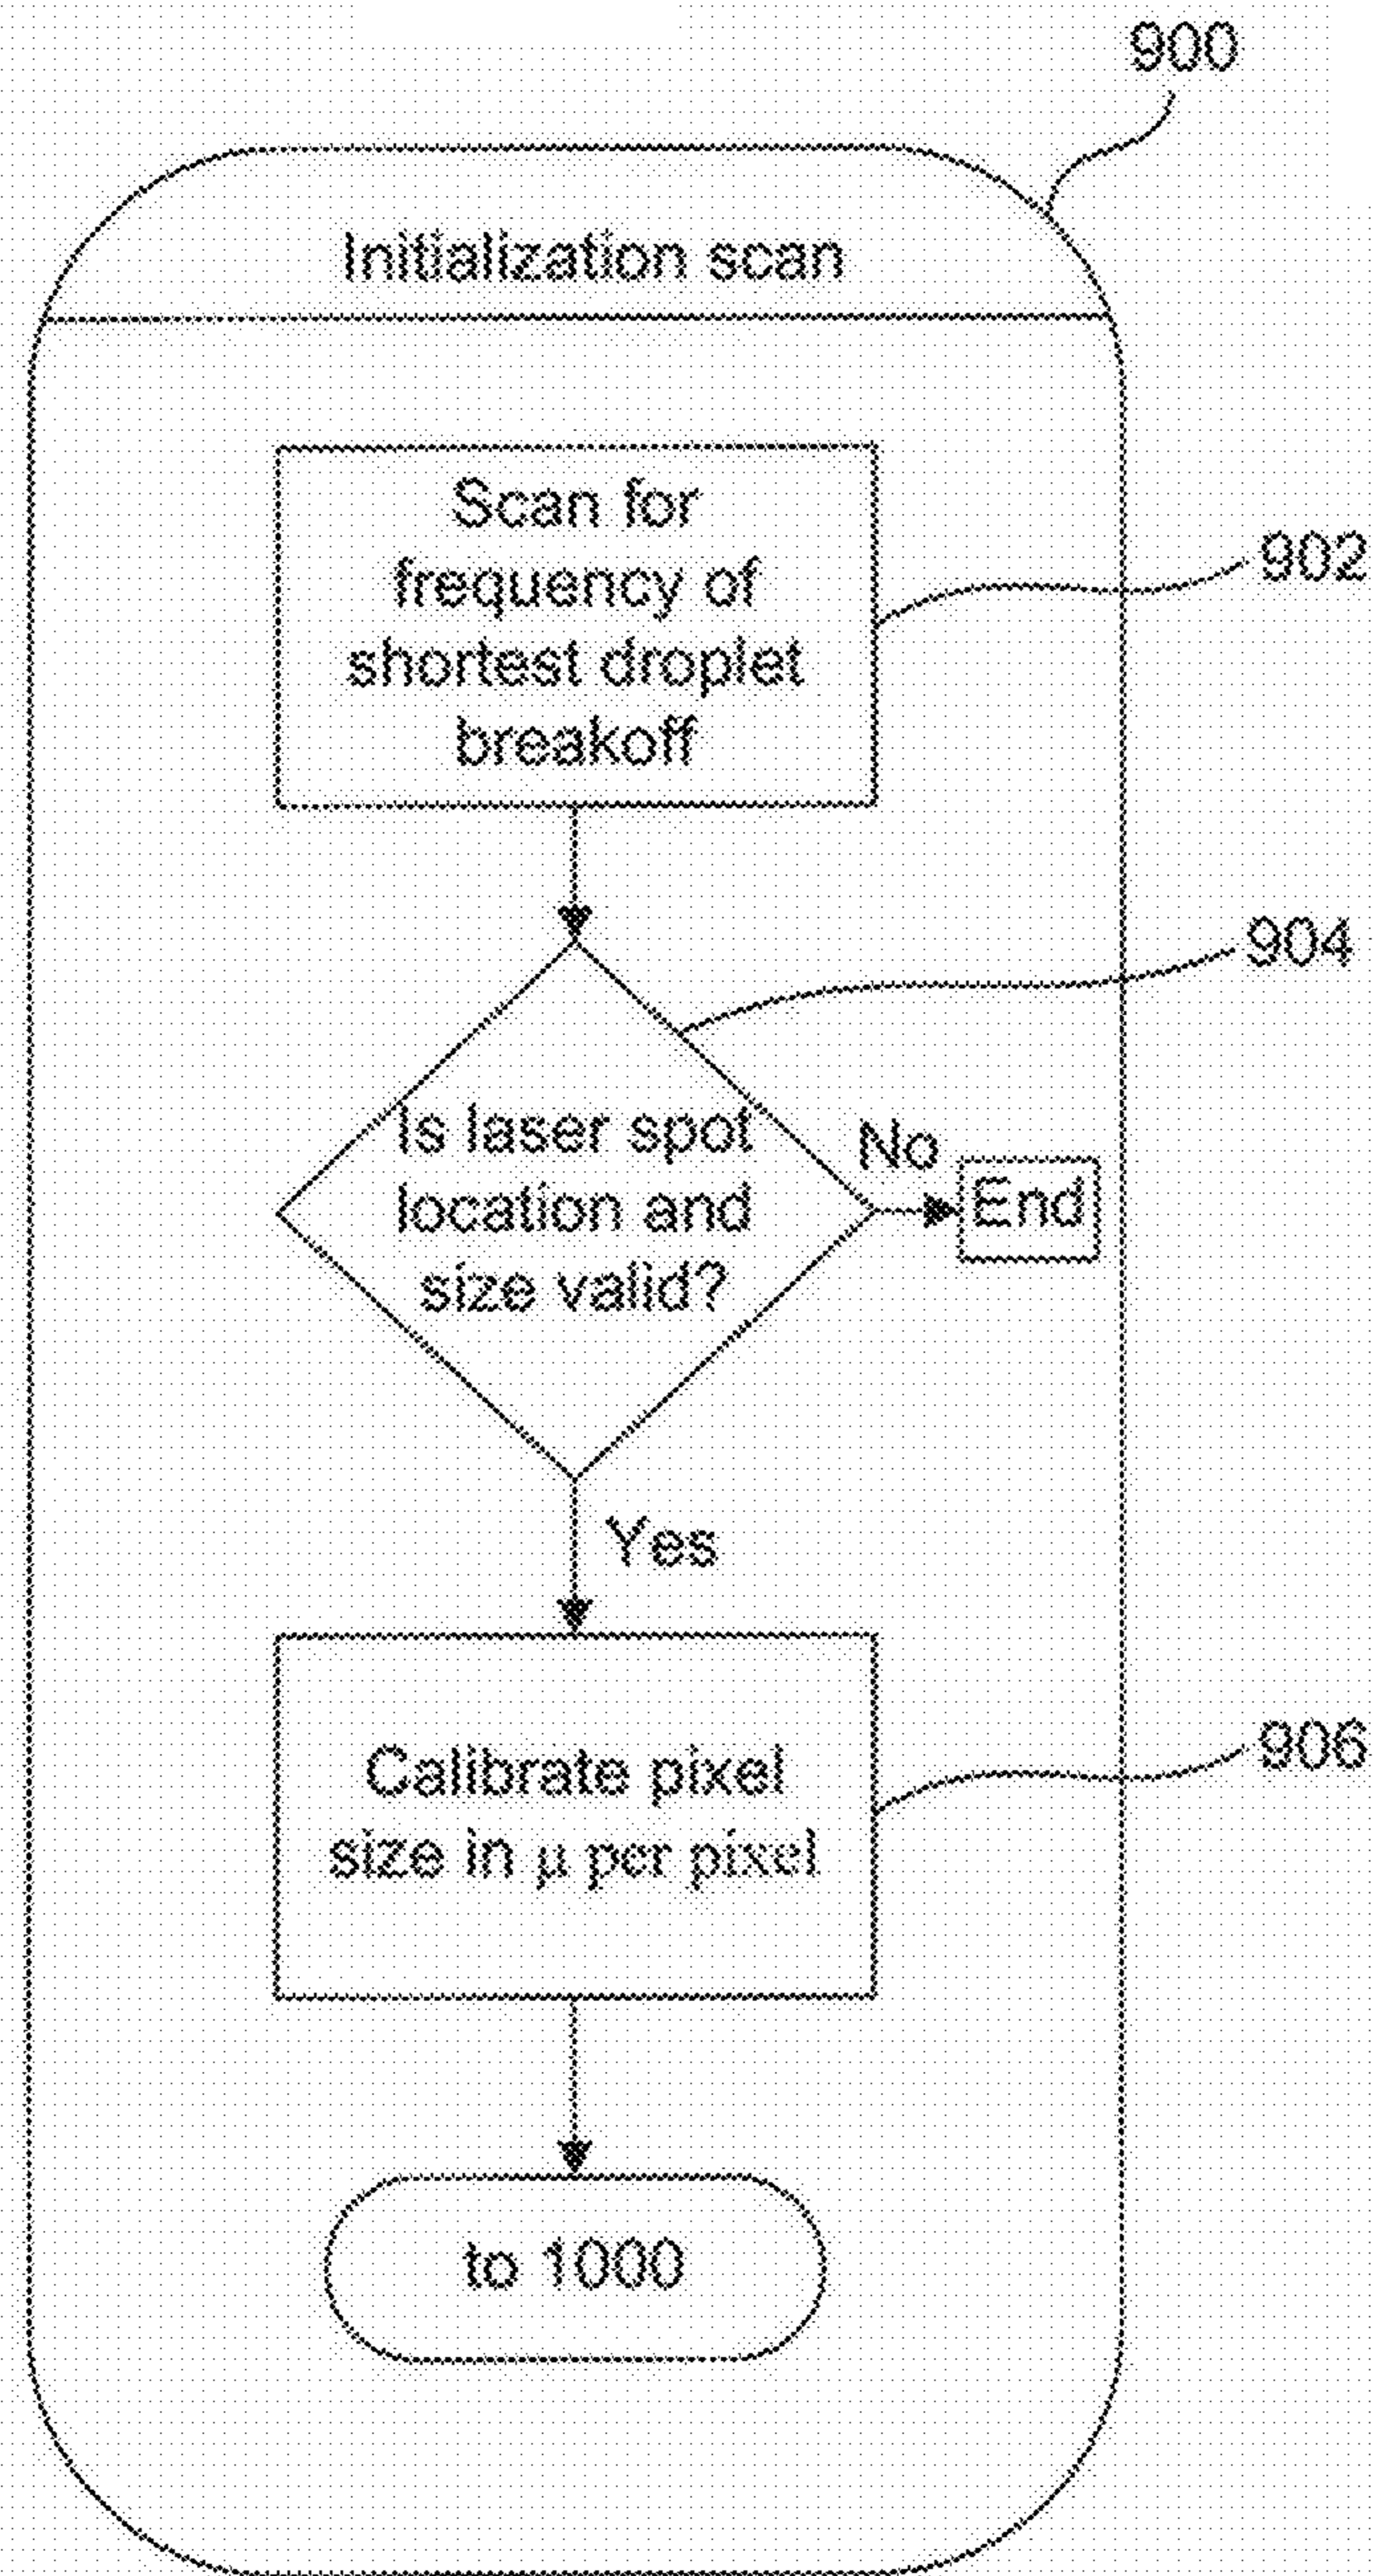 900
Initialization scan
Scan for
frequency of
shortest droplet
breakoff
902
904
Is laser spot
location and
size valid?
No
End
Yes
Calibrate pixel
size in μ per pixel
906
to 1000